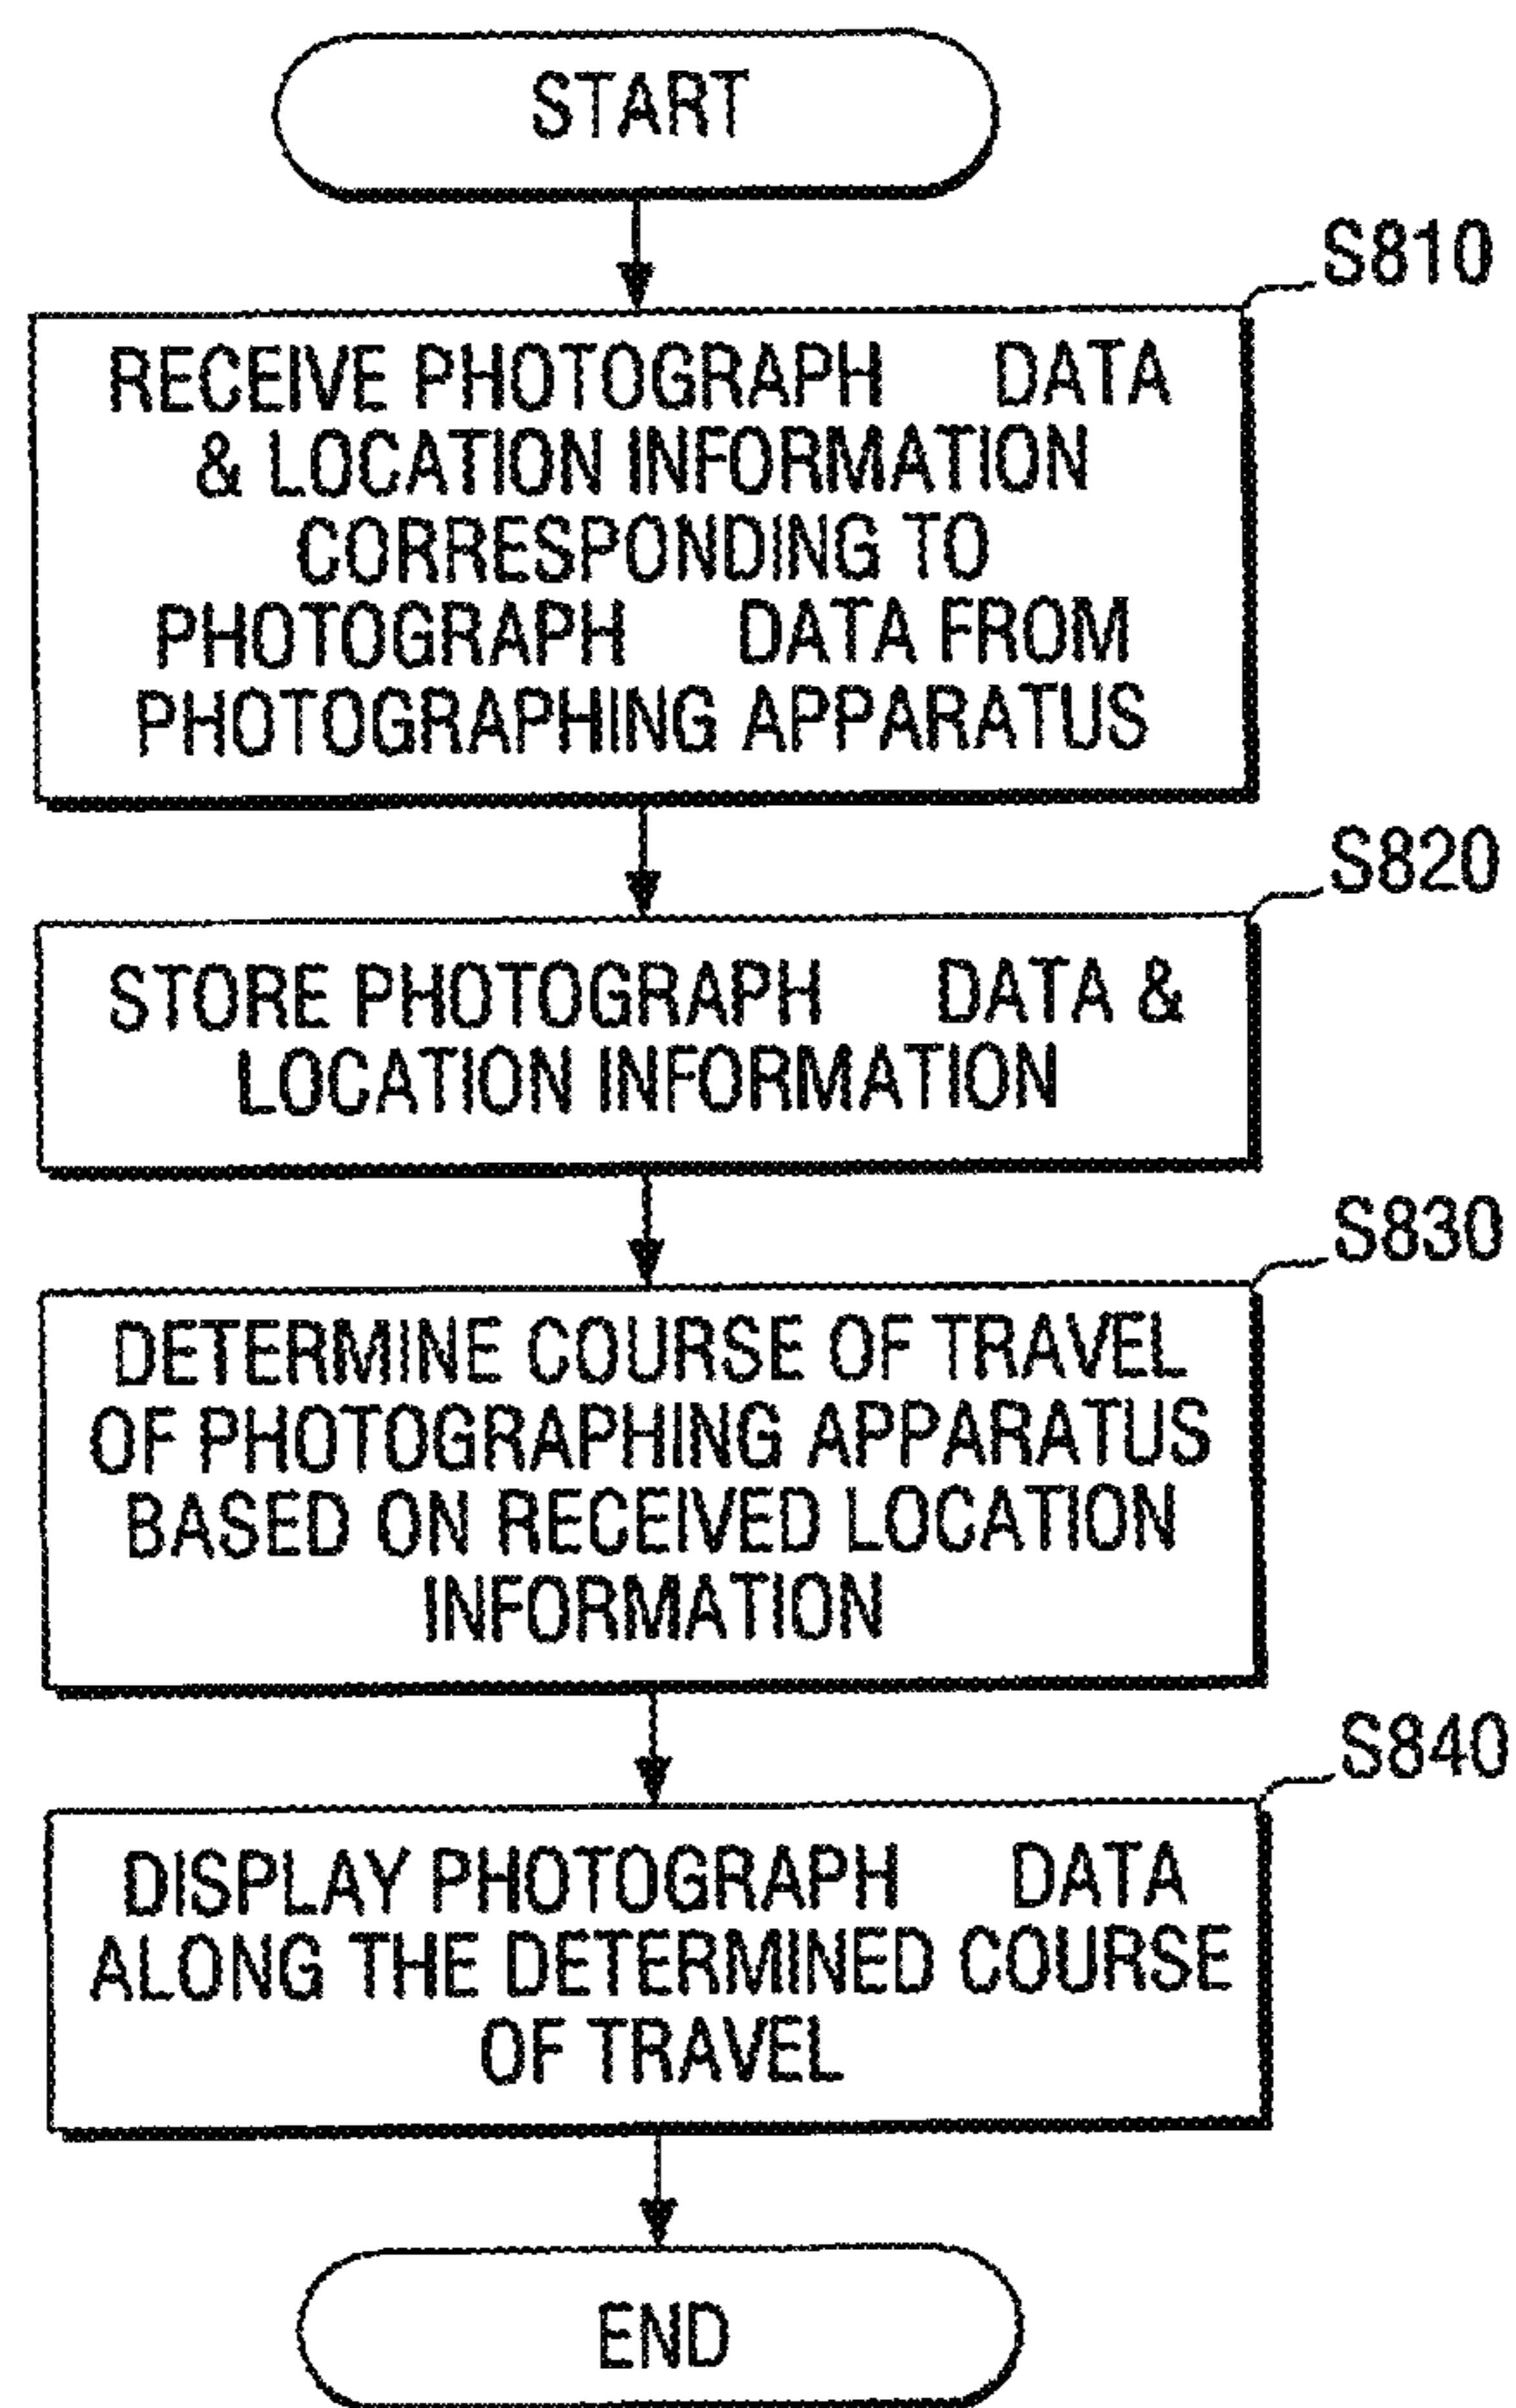 START
S810
RECEIVE PHOTOGRAPH DATA
& LOCATION INFORMATION
CORRESPONDING TO
PHOTOGRAPH DATA FROM
PHOTOGRAPHING APPARATUS
S820
STORE PHOTOGRAPH DATA &
LOCATION INFORMATION
S830
DETERMINE COURSE OF TRAVEL
OF PHOTOGRAPHING APPARATUS
BASED ON RECEIVED LOCATION
INFORMATION
S840
DISPLAY PHOTOGRAPH DATA
ALONG THE DETERMINED COURSE
OF TRAVEL
END